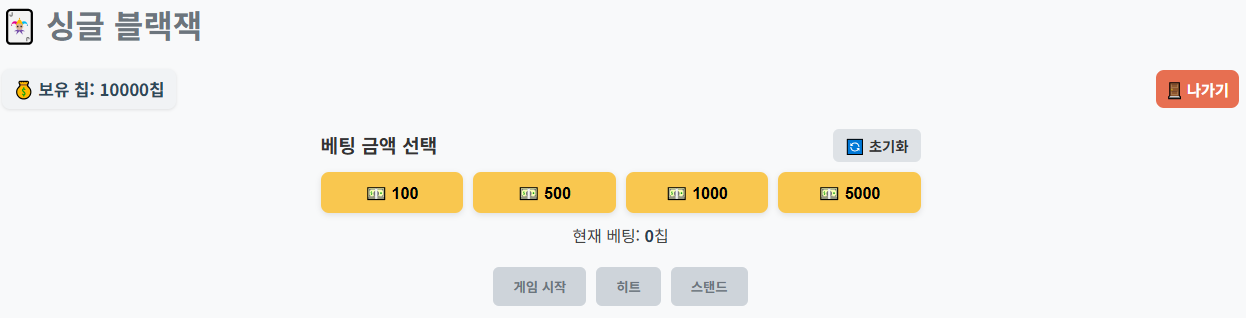 싱글 블랙잭
보유 칩: 10000칩
나가기
베팅 금액 선택
초기화
100 500 1000 5000
현재 베팅: 0칩
게임 시작 히트 스탠드